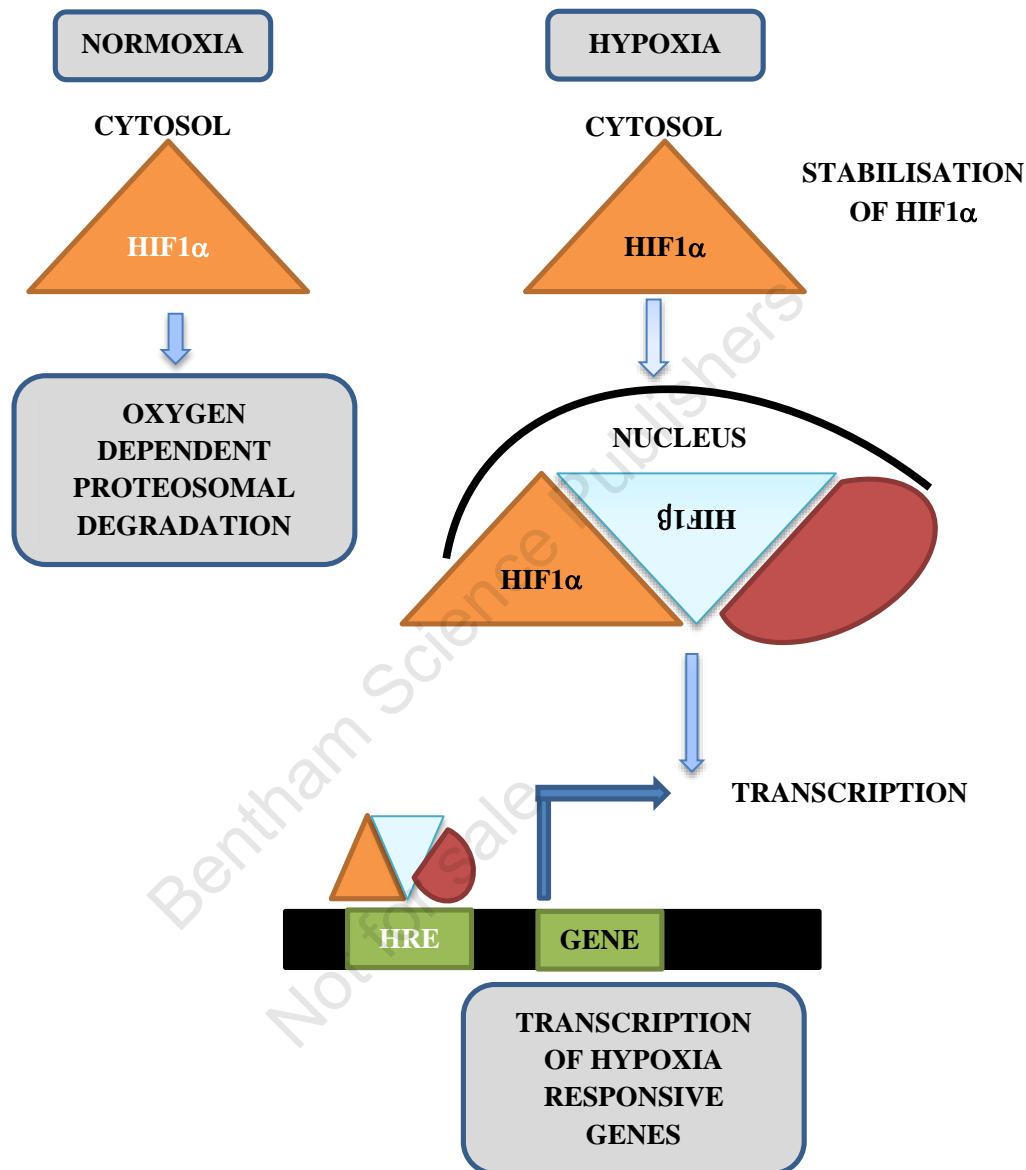 NORMOXIA
CYTOSOL
HIF1α
OXYGEN
DEPENDENT
PROTEOSOMAL
DEGRADATION
HYPOXIA
CYTOSOL
HIF1α
STABILISATION
OF HIF1α
NUCLEUS
HIF1α
HIF1β
TRANSCRIPTION
HRE
GENE
TRANSCRIPTION
OF HYPOXIA
RESPONSIVE
GENES
Bentham Science Publishers
Not for sale